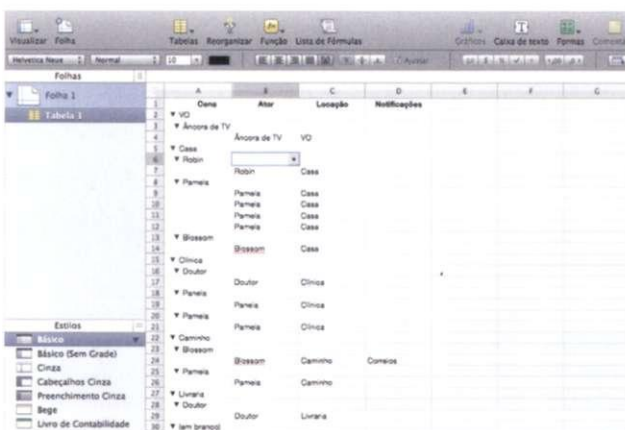 Visualizar Folha Tabelas Reorganizar Função Lista de Fórmulas Gráficos Caixa de texto Formas
Helvetica Neue Normal 10 Ajustar
Folhas
Folha 1
Tabela 1
A B C D E F G
1 Cena Ator Locação Notificações
2 VO
3 Âncora de TV
4 Âncora de TV VO
5 Casa
6 Robin
7 Robin Casa
8 Pamela
9 Pamela Casa
10 Pamela Casa
11 Pamela Casa
12 Pamela Casa
13 Blossom
14 Blossom Casa
15 Clínica
16 Doutor
17 Doutor Clínica
18 Pamela
19 Pamela Clínica
20 Pamela
21 Pamela Clínica
22 Caminho
23 Blossom
24 Blossom Caminho Correios
25 Pamela
26 Pamela Caminho
27 Livraria
28 Doutor
29 Doutor Livraria
30 (em branco)
Estilos
Básico
Básico (Sem Grade)
Cinza
Cabeçalhos Cinza
Preenchimento Cinza
Bege
Livro de Contabilidade